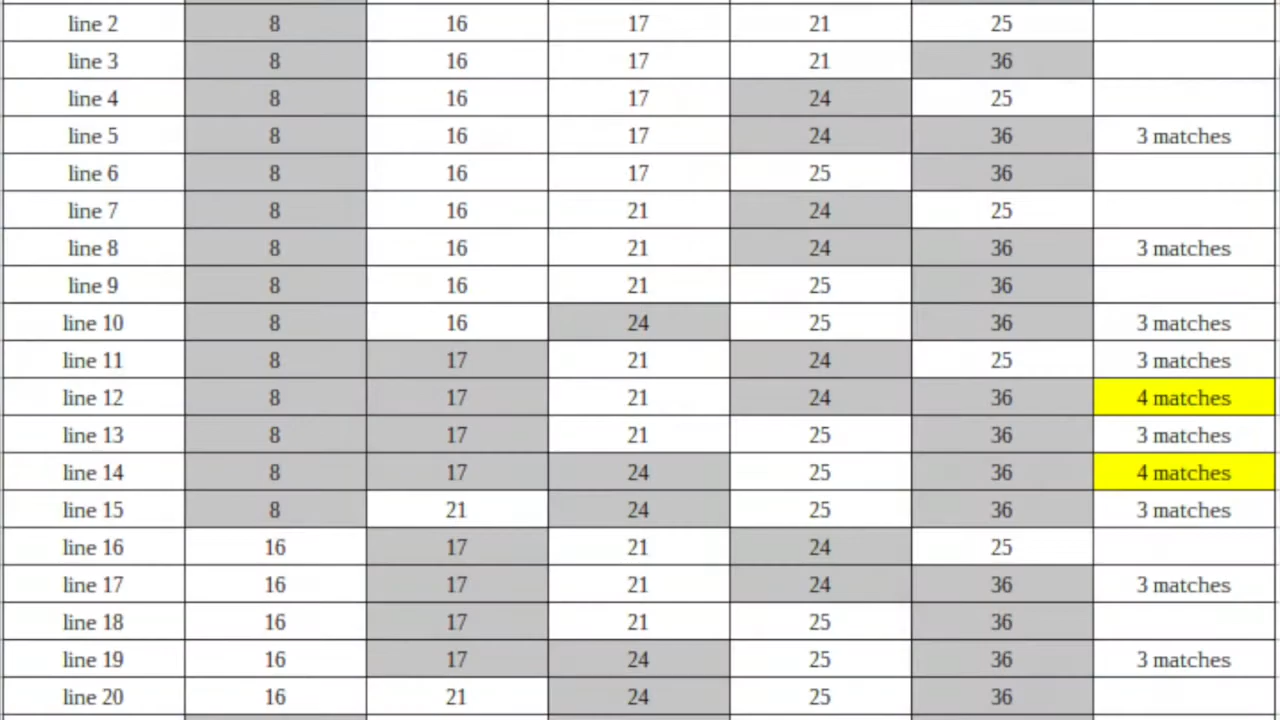 line 2 8 16 17 21 25
line 3 8 16 17 21 36
line 4 8 16 17 24 25
line 5 8 16 17 24 36 3 matches
line 6 8 16 17 25 36
line 7 8 16 21 24 25
line 8 8 16 21 24 36 3 matches
line 9 8 16 21 25 36
line 10 8 16 24 25 36 3 matches
line 11 8 17 21 24 25 3 matches
line 12 8 17 21 24 36 4 matches
line 13 8 17 21 25 36 3 matches
line 14 8 17 24 25 36 4 matches
line 15 8 21 24 25 36 3 matches
line 16 16 17 21 24 25
line 17 16 17 21 24 36 3 matches
line 18 16 17 21 25 36
line 19 16 17 24 25 36 3 matches
line 20 16 21 24 25 36